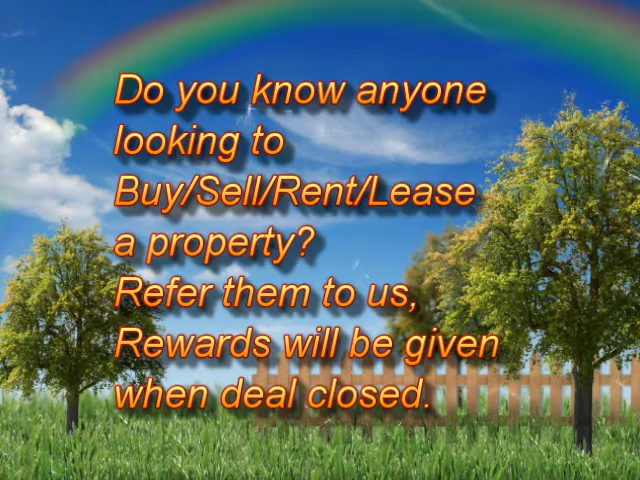 Do you know anyone
looking to
Buy/Sell/Rent/Lease
a property?
Refer them to us,
Rewards will be given
when deal closed.